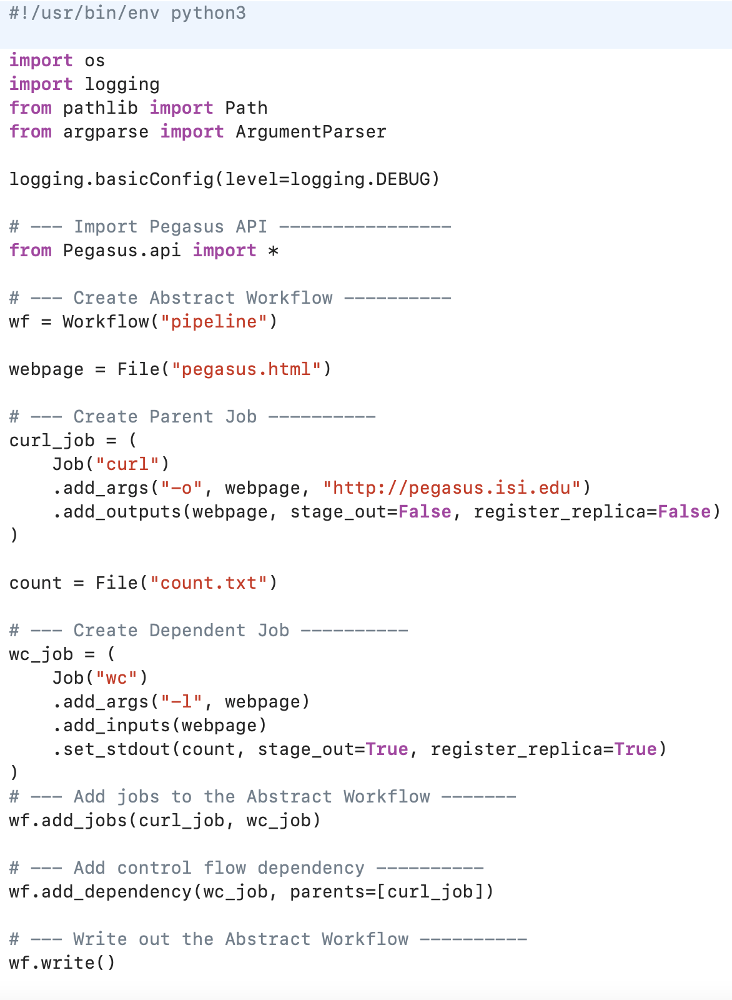 #!/usr/bin/env python3
import os
import logging
from pathlib import Path
from argparse import ArgumentParser
logging.basicConfig(level=logging.DEBUG)
# --- Import Pegasus API ----------------
from Pegasus.api import *
# --- Create Abstract Workflow ----------
wf = Workflow("pipeline")
webpage = File("pegasus.html")
# --- Create Parent Job ----------
curl_job = (
    Job("curl")
    .add_args("-o", webpage, "http://pegasus.isi.edu")
    .add_outputs(webpage, stage_out=False, register_replica=False)
)
count = File("count.txt")
# --- Create Dependent Job ----------
wc_job = (
    Job("wc")
    .add_args("-l", webpage)
    .add_inputs(webpage)
    .set_stdout(count, stage_out=True, register_replica=True)
)
# --- Add jobs to the Abstract Workflow -------
wf.add_jobs(curl_job, wc_job)
# --- Add control flow dependency ----------
wf.add_dependency(wc_job, parents=[curl_job])
# --- Write out the Abstract Workflow ----------
wf.write()